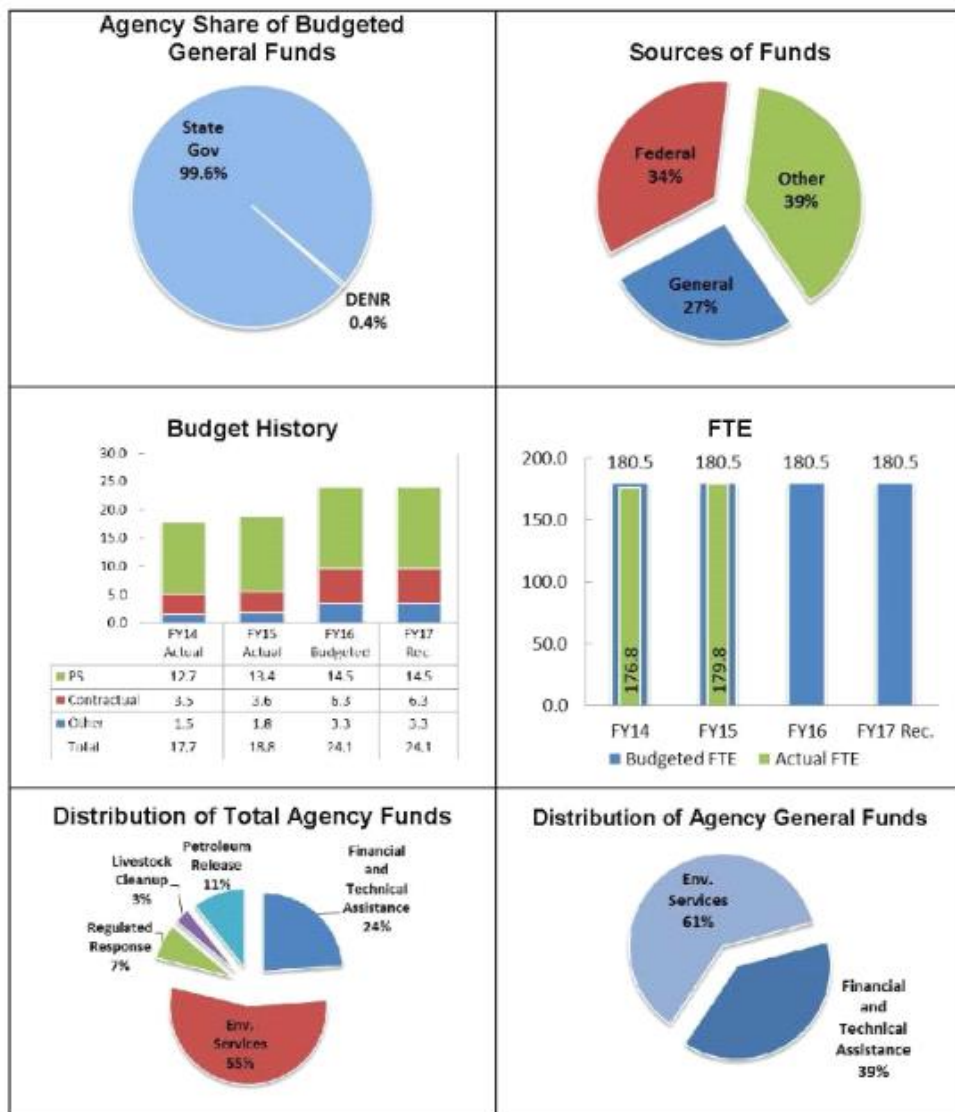 Agency Share of Budgeted
General Funds
State
Gov
99.6%
DENR
0.4%
Sources of Funds
Federal
34%
Other
39%
General
27%
Budget History
30.0
25.0
20.0
15.0
10.0
5.0
0.0
FY14 FY15 FY16 FY17
Actual Actual Budgeted Rec.
PS 12.7 13.4 14.5 14.5
Contractual 3.5 3.6 6.3 6.3
Other 1.5 1.8 3.3 3.3
Total 17.7 18.8 24.1 24.1
FTE
200.0
150.0
100.0
50.0
0.0
180.5 180.5 180.5 180.5
176.8 179.8
FY14 FY15 FY16 FY17 Rec.
Budgeted FTE Actual FTE
Distribution of Total Agency Funds
Livestock
Cleanup
3%
Petroleum
Release
11%
Financial
and
Technical
Assistance
24%
Regulated
Response
7%
Env.
Services
55%
Distribution of Agency General Funds
Env.
Services
61%
Financial
and
Technical
Assistance
39%